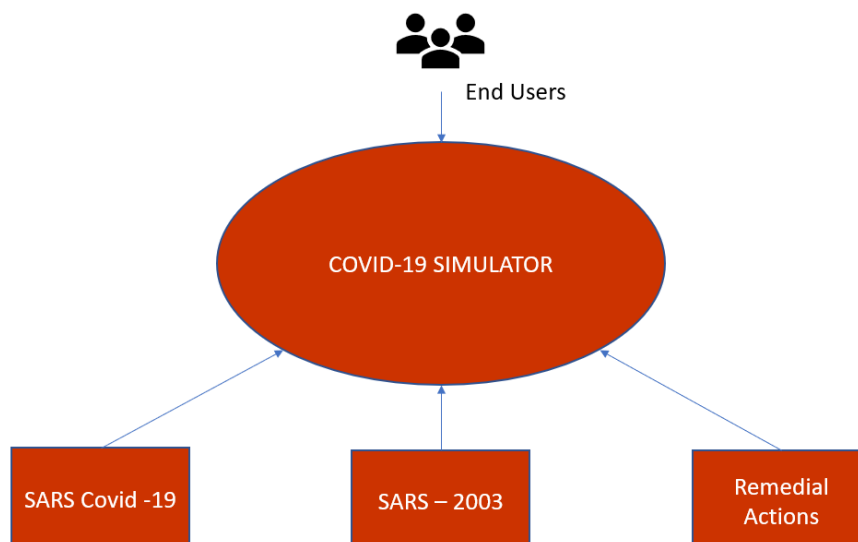 End Users
COVID-19 SIMULATOR
SARS Covid -19
SARS – 2003
Remedial
Actions